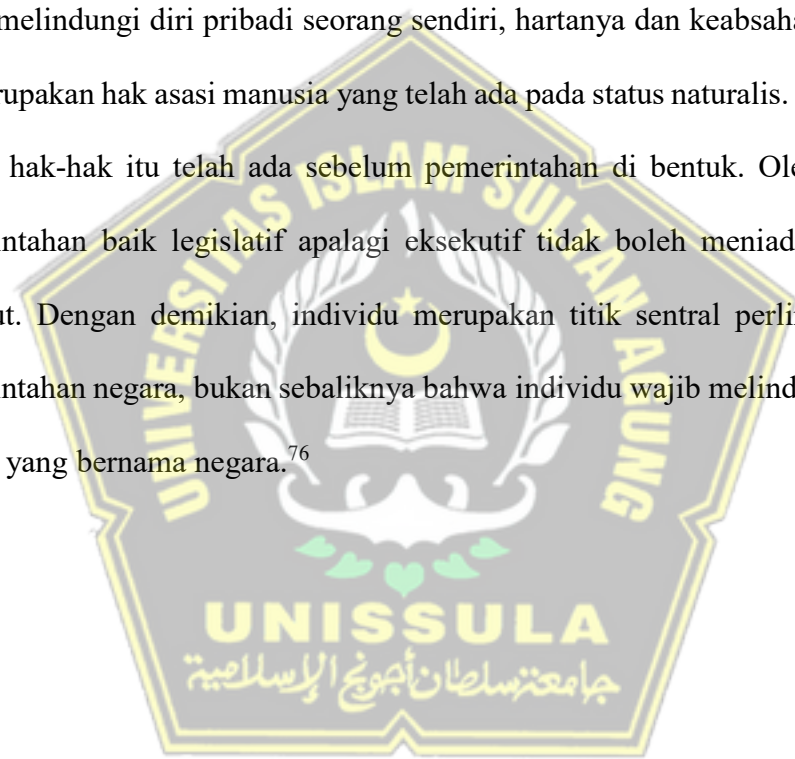 melindungi diri pribadi seorang sendiri, hartanya dan keabsaha
rupakan hak asasi manusia yang telah ada pada status naturalis.
hak-hak itu telah ada sebelum pemerintahan di bentuk. Ole
ntahan baik legislatif apalagi eksekutif tidak boleh meniad
ut. Dengan demikian, individu merupakan titik sentral perli
ntahan negara, bukan sebaliknya bahwa individu wajib melind
yang bernama negara.76
UNIVERSITAS ISLAM SULTAN AGUNG
UNISSULA
جامعتنسلطان أجونج الإسلامية